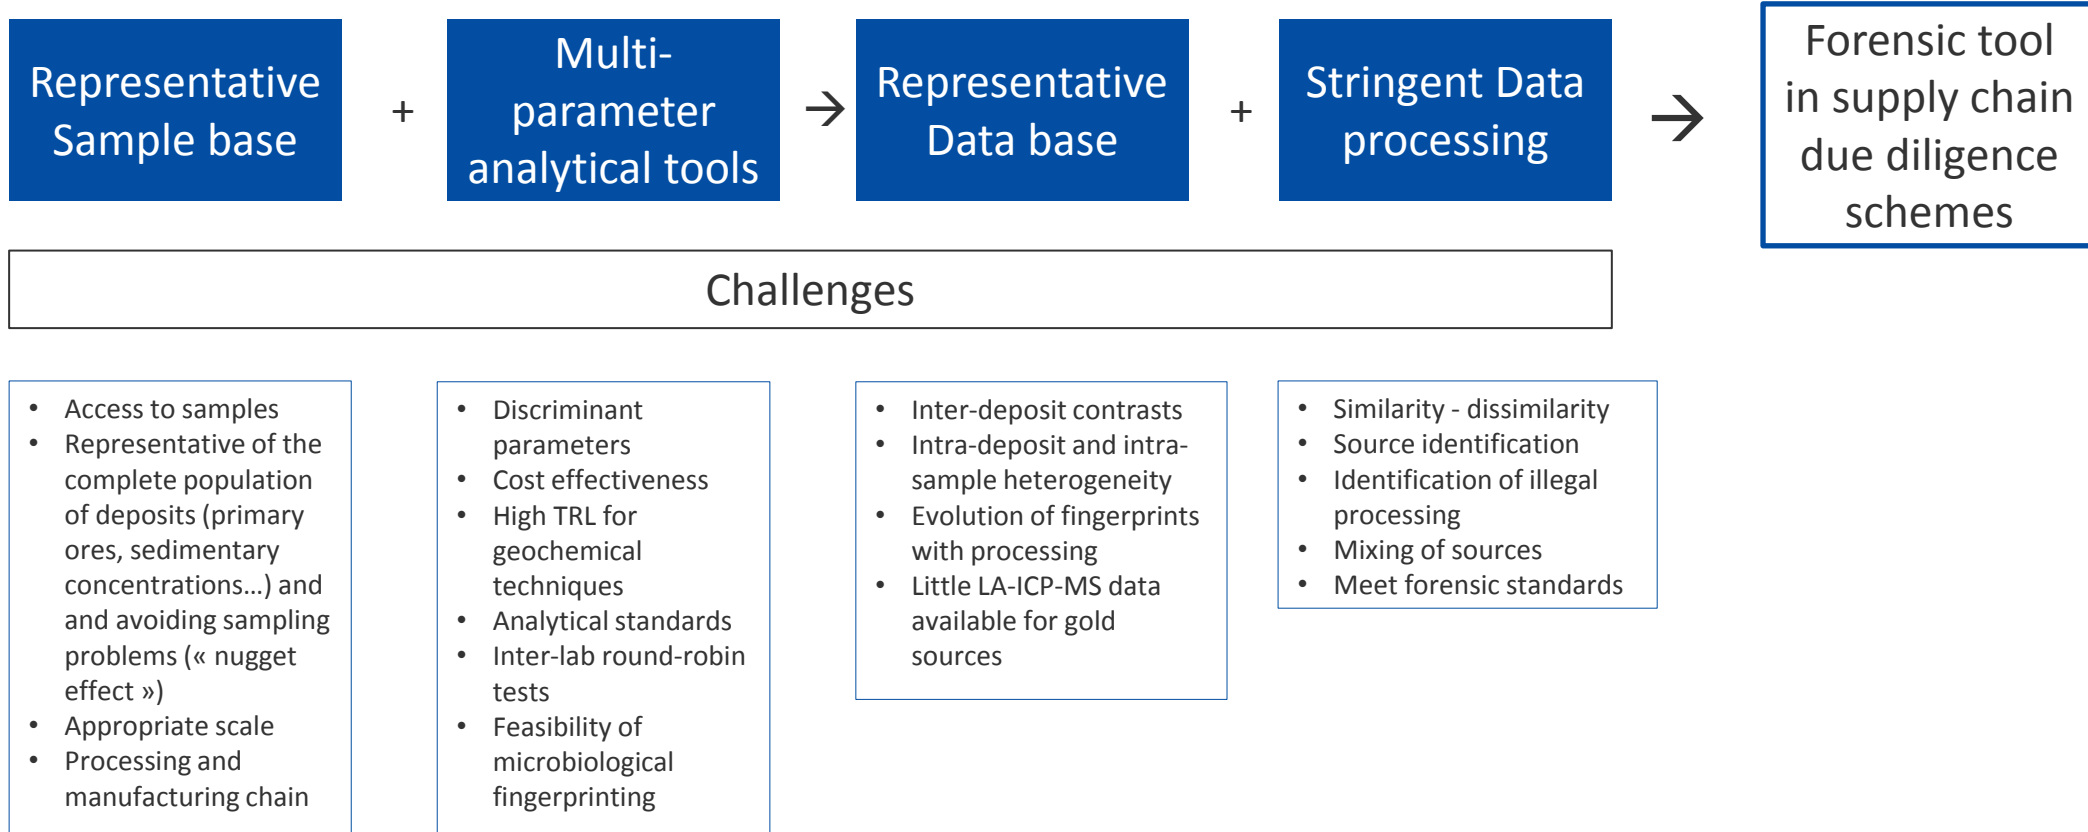 Representative
Sample base
+
Multi-
parameter
analytical tools
→
Representative
Data base
+
Stringent Data
processing
→
Forensic tool
in supply chain
due diligence
schemes
Challenges
• Access to samples
• Representative of the
complete population
of deposits (primary
ores, sedimentary
concentrations…) and
and avoiding sampling
problems (« nugget
effect »)
• Appropriate scale
• Processing and
manufacturing chain
• Discriminant
parameters
• Cost effectiveness
• High TRL for
geochemical
techniques
• Analytical standards
• Inter-lab round-robin
tests
• Feasibility of
microbiological
fingerprinting
• Inter-deposit contrasts
• Intra-deposit and intra-
sample heterogeneity
• Evolution of fingerprints
with processing
• Little LA-ICP-MS data
available for gold
sources
• Similarity - dissimilarity
• Source identification
• Identification of illegal
processing
• Mixing of sources
• Meet forensic standards